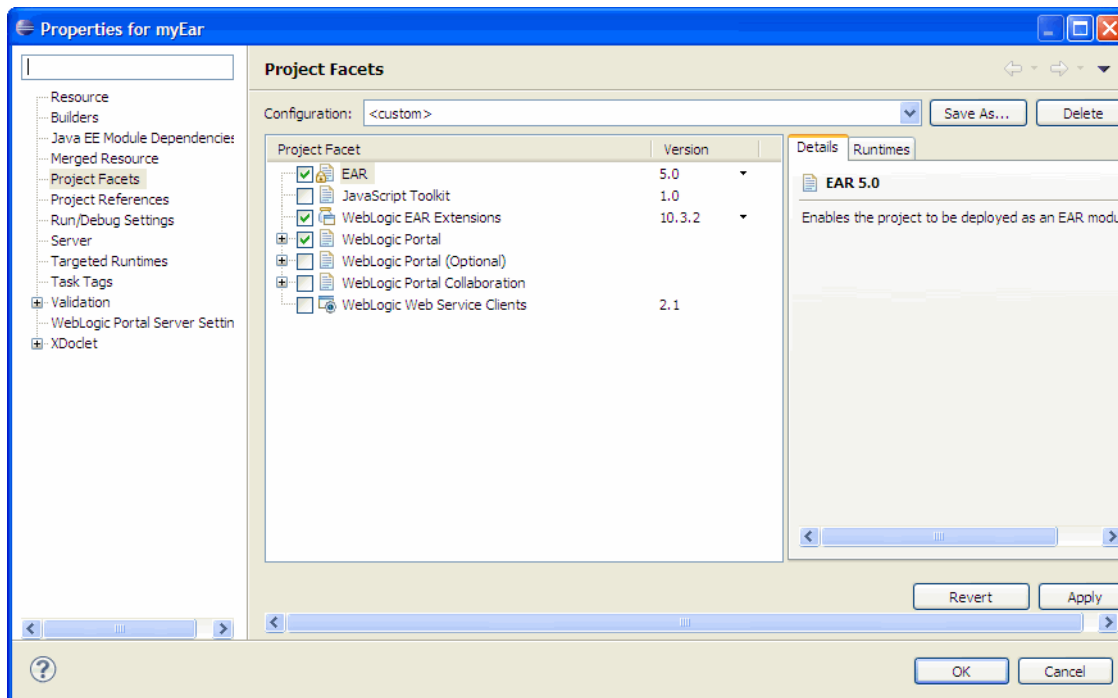 Properties for myEar
Resource
Builders
Java EE Module Dependencies
Merged Resource
Project Facets
Project References
Run/Debug Settings
Server
Targeted Runtimes
Task Tags
Validation
WebLogic Portal Server Settin
XDoclet
Project Facets
Configuration: <custom> Save As... Delete
Project Facet Version
EAR 5.0
JavaScript Toolkit 1.0
WebLogic EAR Extensions 10.3.2
WebLogic Portal
WebLogic Portal (Optional)
WebLogic Portal Collaboration
WebLogic Web Service Clients 2.1
Details Runtimes
EAR 5.0
Enables the project to be deployed as an EAR modu
Revert Apply
? OK Cancel